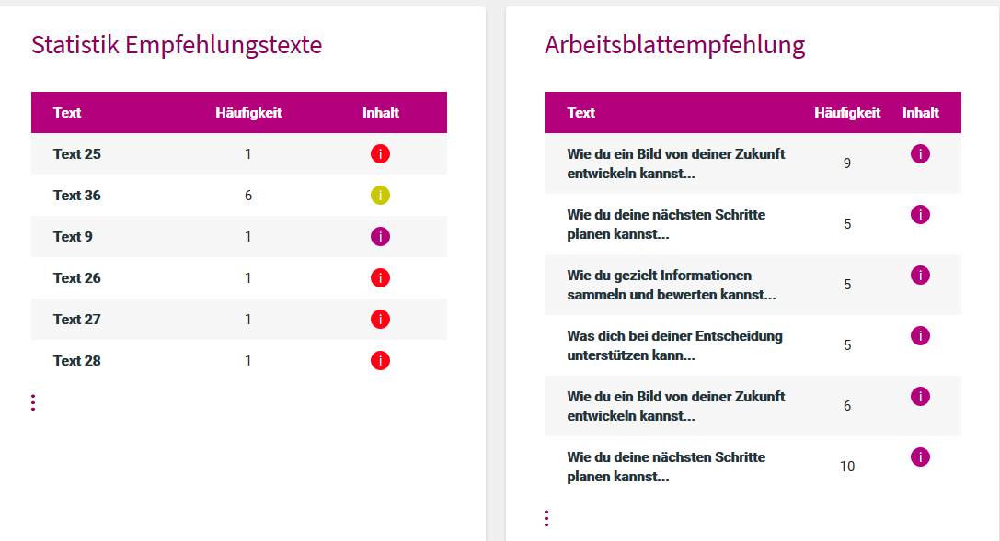 Statistik Empfehlungstexte
Text Häufigkeit Inhalt
Text 25 1 i
Text 36 6 i
Text 9 1 i
Text 26 1 i
Text 27 1 i
Text 28 1 i
Arbeitsblattempfehlung
Text Häufigkeit Inhalt
Wie du ein Bild von deiner Zukunft
entwickeln kannst... 9 i
Wie du deine nächsten Schritte
planen kannst... 5 i
Wie du gezielt Informationen
sammeln und bewerten kannst... 5 i
Was dich bei deiner Entscheidung
unterstützen kann... 5 i
Wie du ein Bild von deiner Zukunft
entwickeln kannst... 6 i
Wie du deine nächsten Schritte
planen kannst... 10 i